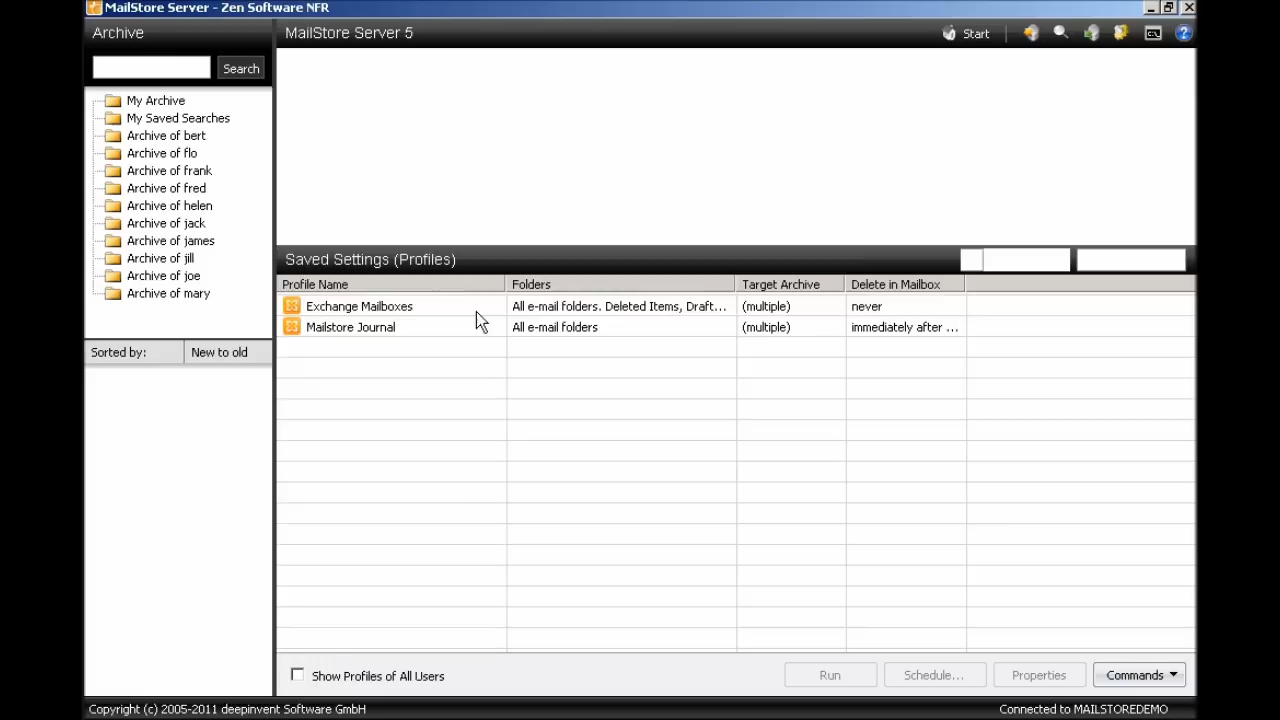 MailStore Server - Zen Software NFR
Archive
MailStore Server 5
Start
Search
My Archive
My Saved Searches
Archive of bert
Archive of flo
Archive of frank
Archive of fred
Archive of helen
Archive of jack
Archive of james
Archive of jill
Archive of joe
Archive of mary
Sorted by:
New to old
Saved Settings (Profiles)
Profile Name Folders Target Archive Delete in Mailbox
Exchange Mailboxes All e-mail folders. Deleted Items, Draft... (multiple) never
Mailstore Journal All e-mail folders (multiple) immediately after ...
Show Profiles of All Users
Run
Schedule...
Properties
Commands
Copyright (c) 2005-2011 deepinvent Software GmbH
Connected to MAILSTOREDEMO